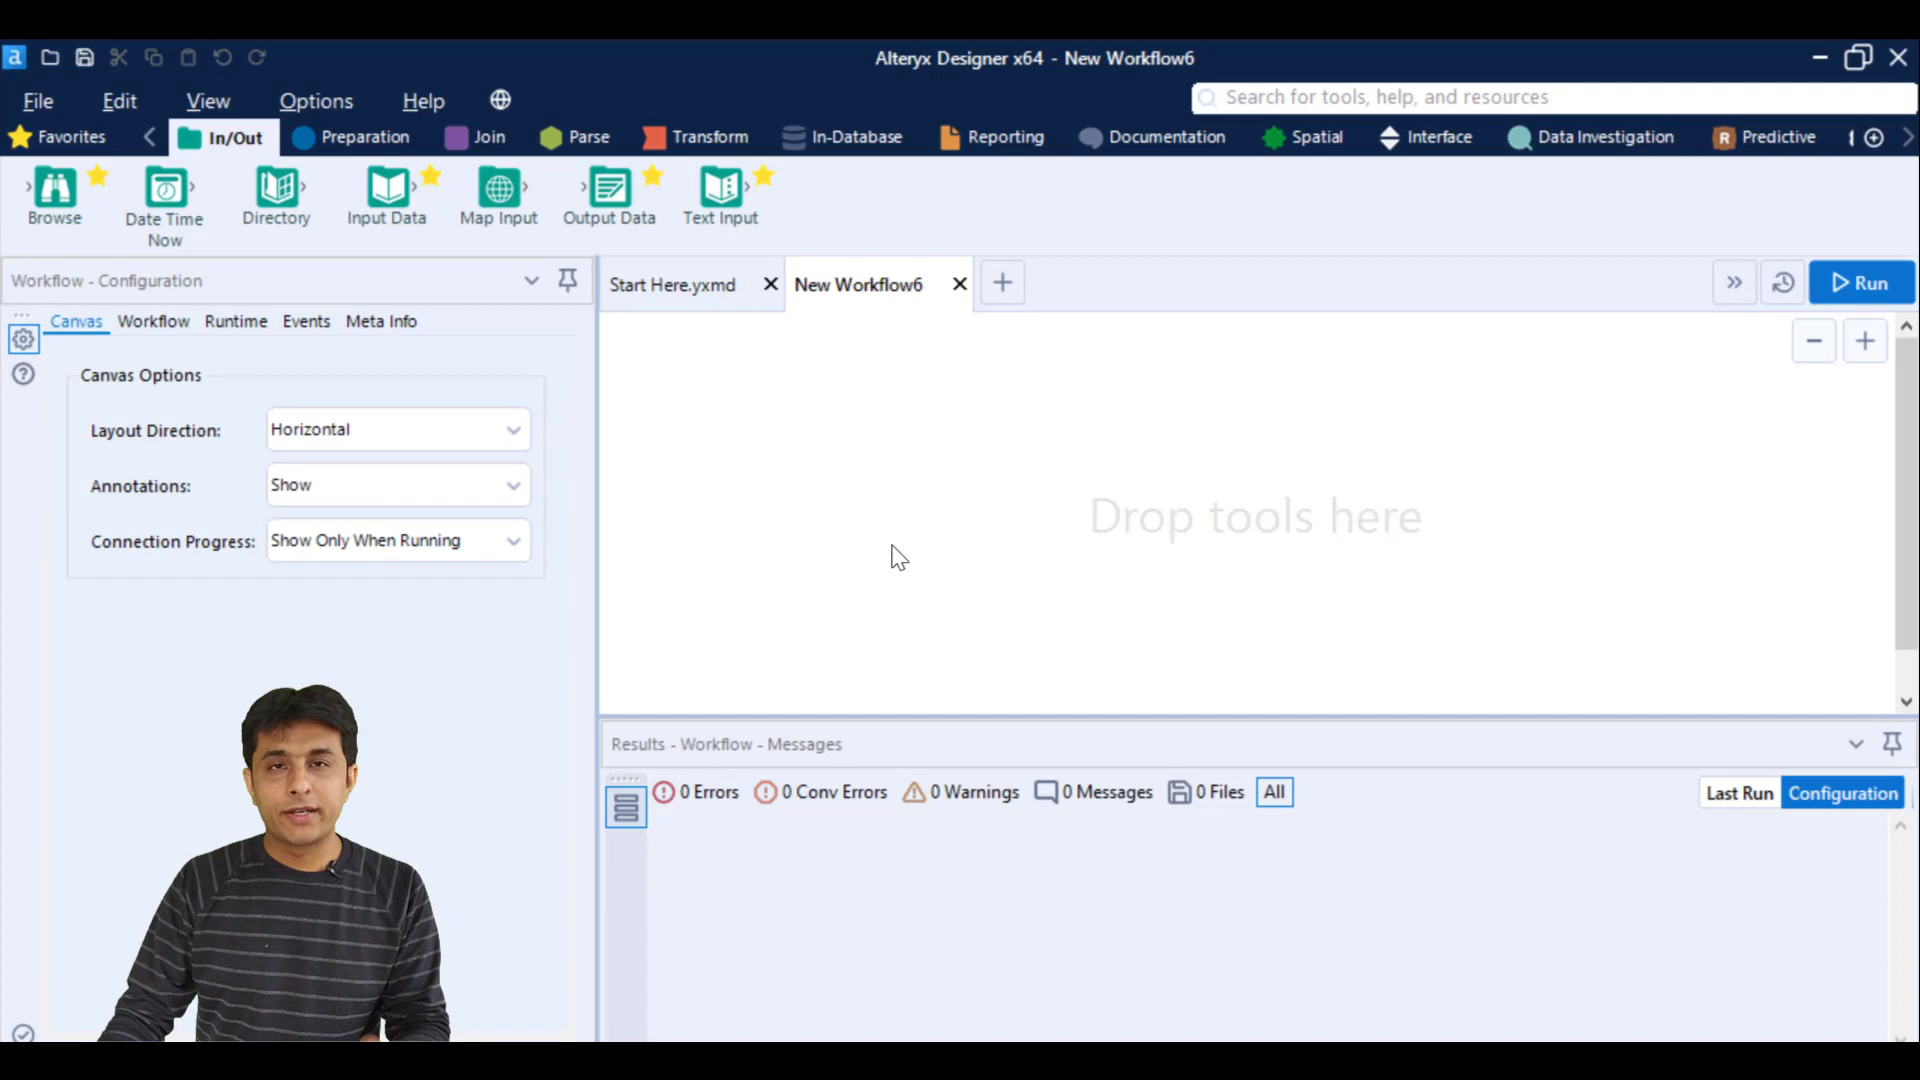 a
Alteryx Designer x64 - New Workflow6
File Edit View Options Help
Search for tools, help, and resources
Favorites In/Out Preparation Join Parse Transform In-Database Reporting Documentation Spatial Interface Data Investigation R Predictive
Browse Date Time Now Directory Input Data Map Input Output Data Text Input
Workflow - Configuration
Start Here.yxmd New Workflow6 Run
Canvas Workflow Runtime Events Meta Info
Canvas Options
Layout Direction: Horizontal
Annotations: Show
Connection Progress: Show Only When Running
Drop tools here
Results - Workflow - Messages
0 Errors 0 Conv Errors 0 Warnings 0 Messages 0 Files All Last Run Configuration